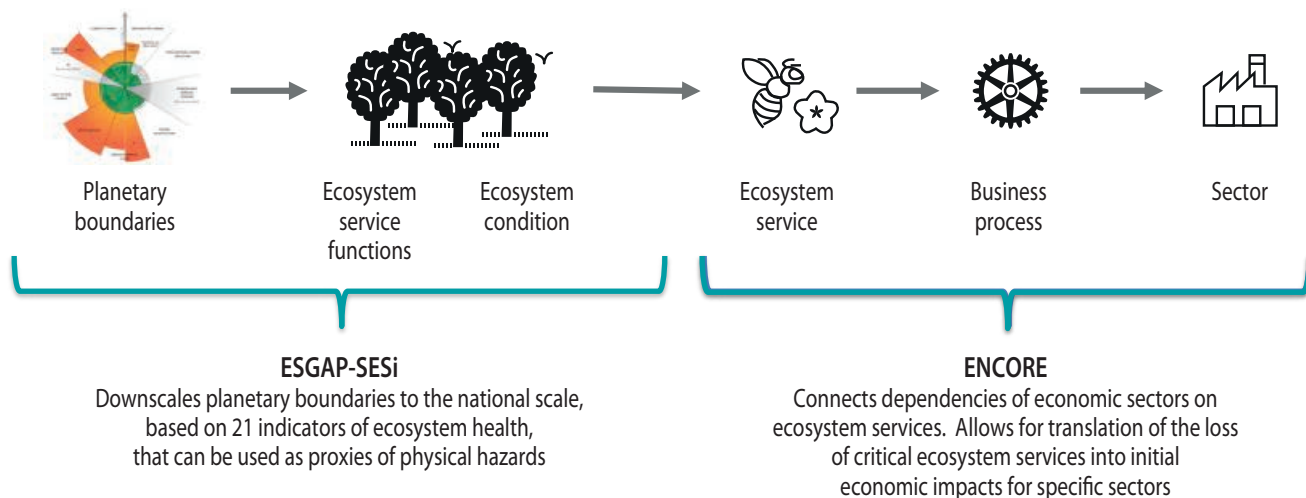 Planetary
boundaries
Ecosystem
service
functions
Ecosystem
condition
Ecosystem
service
Business
process
Sector
ESGAP-SESi
Downscales planetary boundaries to the national scale,
based on 21 indicators of ecosystem health,
that can be used as proxies of physical hazards
ENCORE
Connects dependencies of economic sectors on
ecosystem services. Allows for translation of the loss
of critical ecosystem services into initial
economic impacts for specific sectors